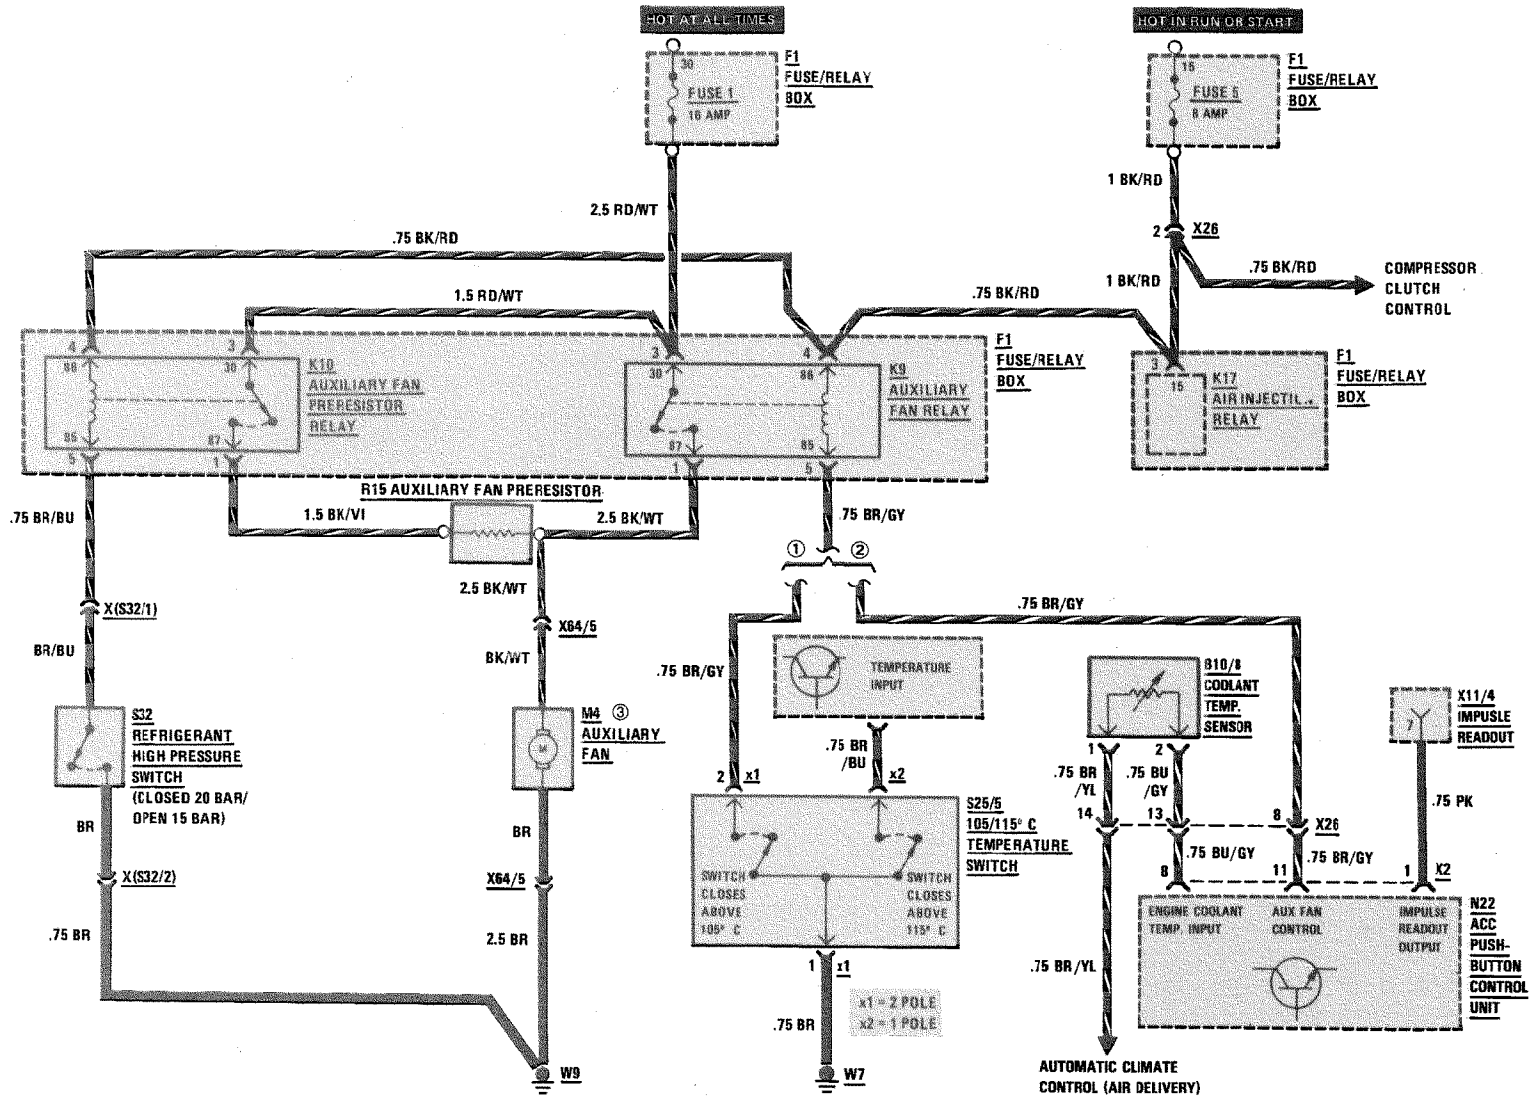 HOT AT ALL TIMES
HOT IN RUN OR START
30
FUSE 1
16 AMP
F1
FUSE/RELAY
BOX
15
FUSE 5
8 AMP
F1
FUSE/RELAY
BOX
2.5 RD/WT
1 BK/RD
2 X26
.75 BK/RD
1.5 RD/WT
.75 BK/RD
1 BK/RD
.75 BK/RD
COMPRESSOR
CLUTCH
CONTROL
4
86
3
30
K10
AUXILIARY FAN
PRERESISTOR
RELAY
85
87
5
1
3
30
4
86
K9
AUXILIARY
FAN RELAY
87
85
1
5
F1
FUSE/RELAY
BOX
3
15
K17
AIR INJECTI
RELAY
F1
FUSE/RELAY
BOX
R15 AUXILIARY FAN PRERESISTOR
.75 BR/BU
1.5 BK/VI
2.5 BK/WT
.75 BR/GY
1
2
2.5 BK/WT
X(S32/1)
X64/5
BR/BU
BK/WT
.75 BR/GY
.75 BR/GY
TEMPERATURE
INPUT
S32
REFRIGERANT
HIGH PRESSURE
SWITCH
(CLOSED 20 BAR/
OPEN 15 BAR)
M
M4 3
AUXILIARY
FAN
B10/8
COOLANT
TEMP.
SENSOR
7
X11/4
IMPUSLE
READOUT
.75 BR
/BU
2 x1
x2
1
2
.75 BR
/YL
.75 BU
/GY
.75 PK
14
13
8
X26
BR
BR
S25/5
105/115° C
TEMPERATURE
SWITCH
SWITCH
CLOSES
ABOVE
105° C
SWITCH
CLOSES
ABOVE
115° C
.75 BU/GY
.75 BR/GY
8
11
1
X2
X(S32/2)
X64/5
ENGINE COOLANT
TEMP. INPUT
AUX FAN
CONTROL
IMPULSE
READOUT
OUTPUT
N22
ACC
PUSH-
BUTTON
CONTROL
UNIT
.75 BR
2.5 BR
.75 BR/YL
1 x1
x1 = 2 POLE
x2 = 1 POLE
.75 BR
W9
W7
AUTOMATIC CLIMATE
CONTROL (AIR DELIVERY)